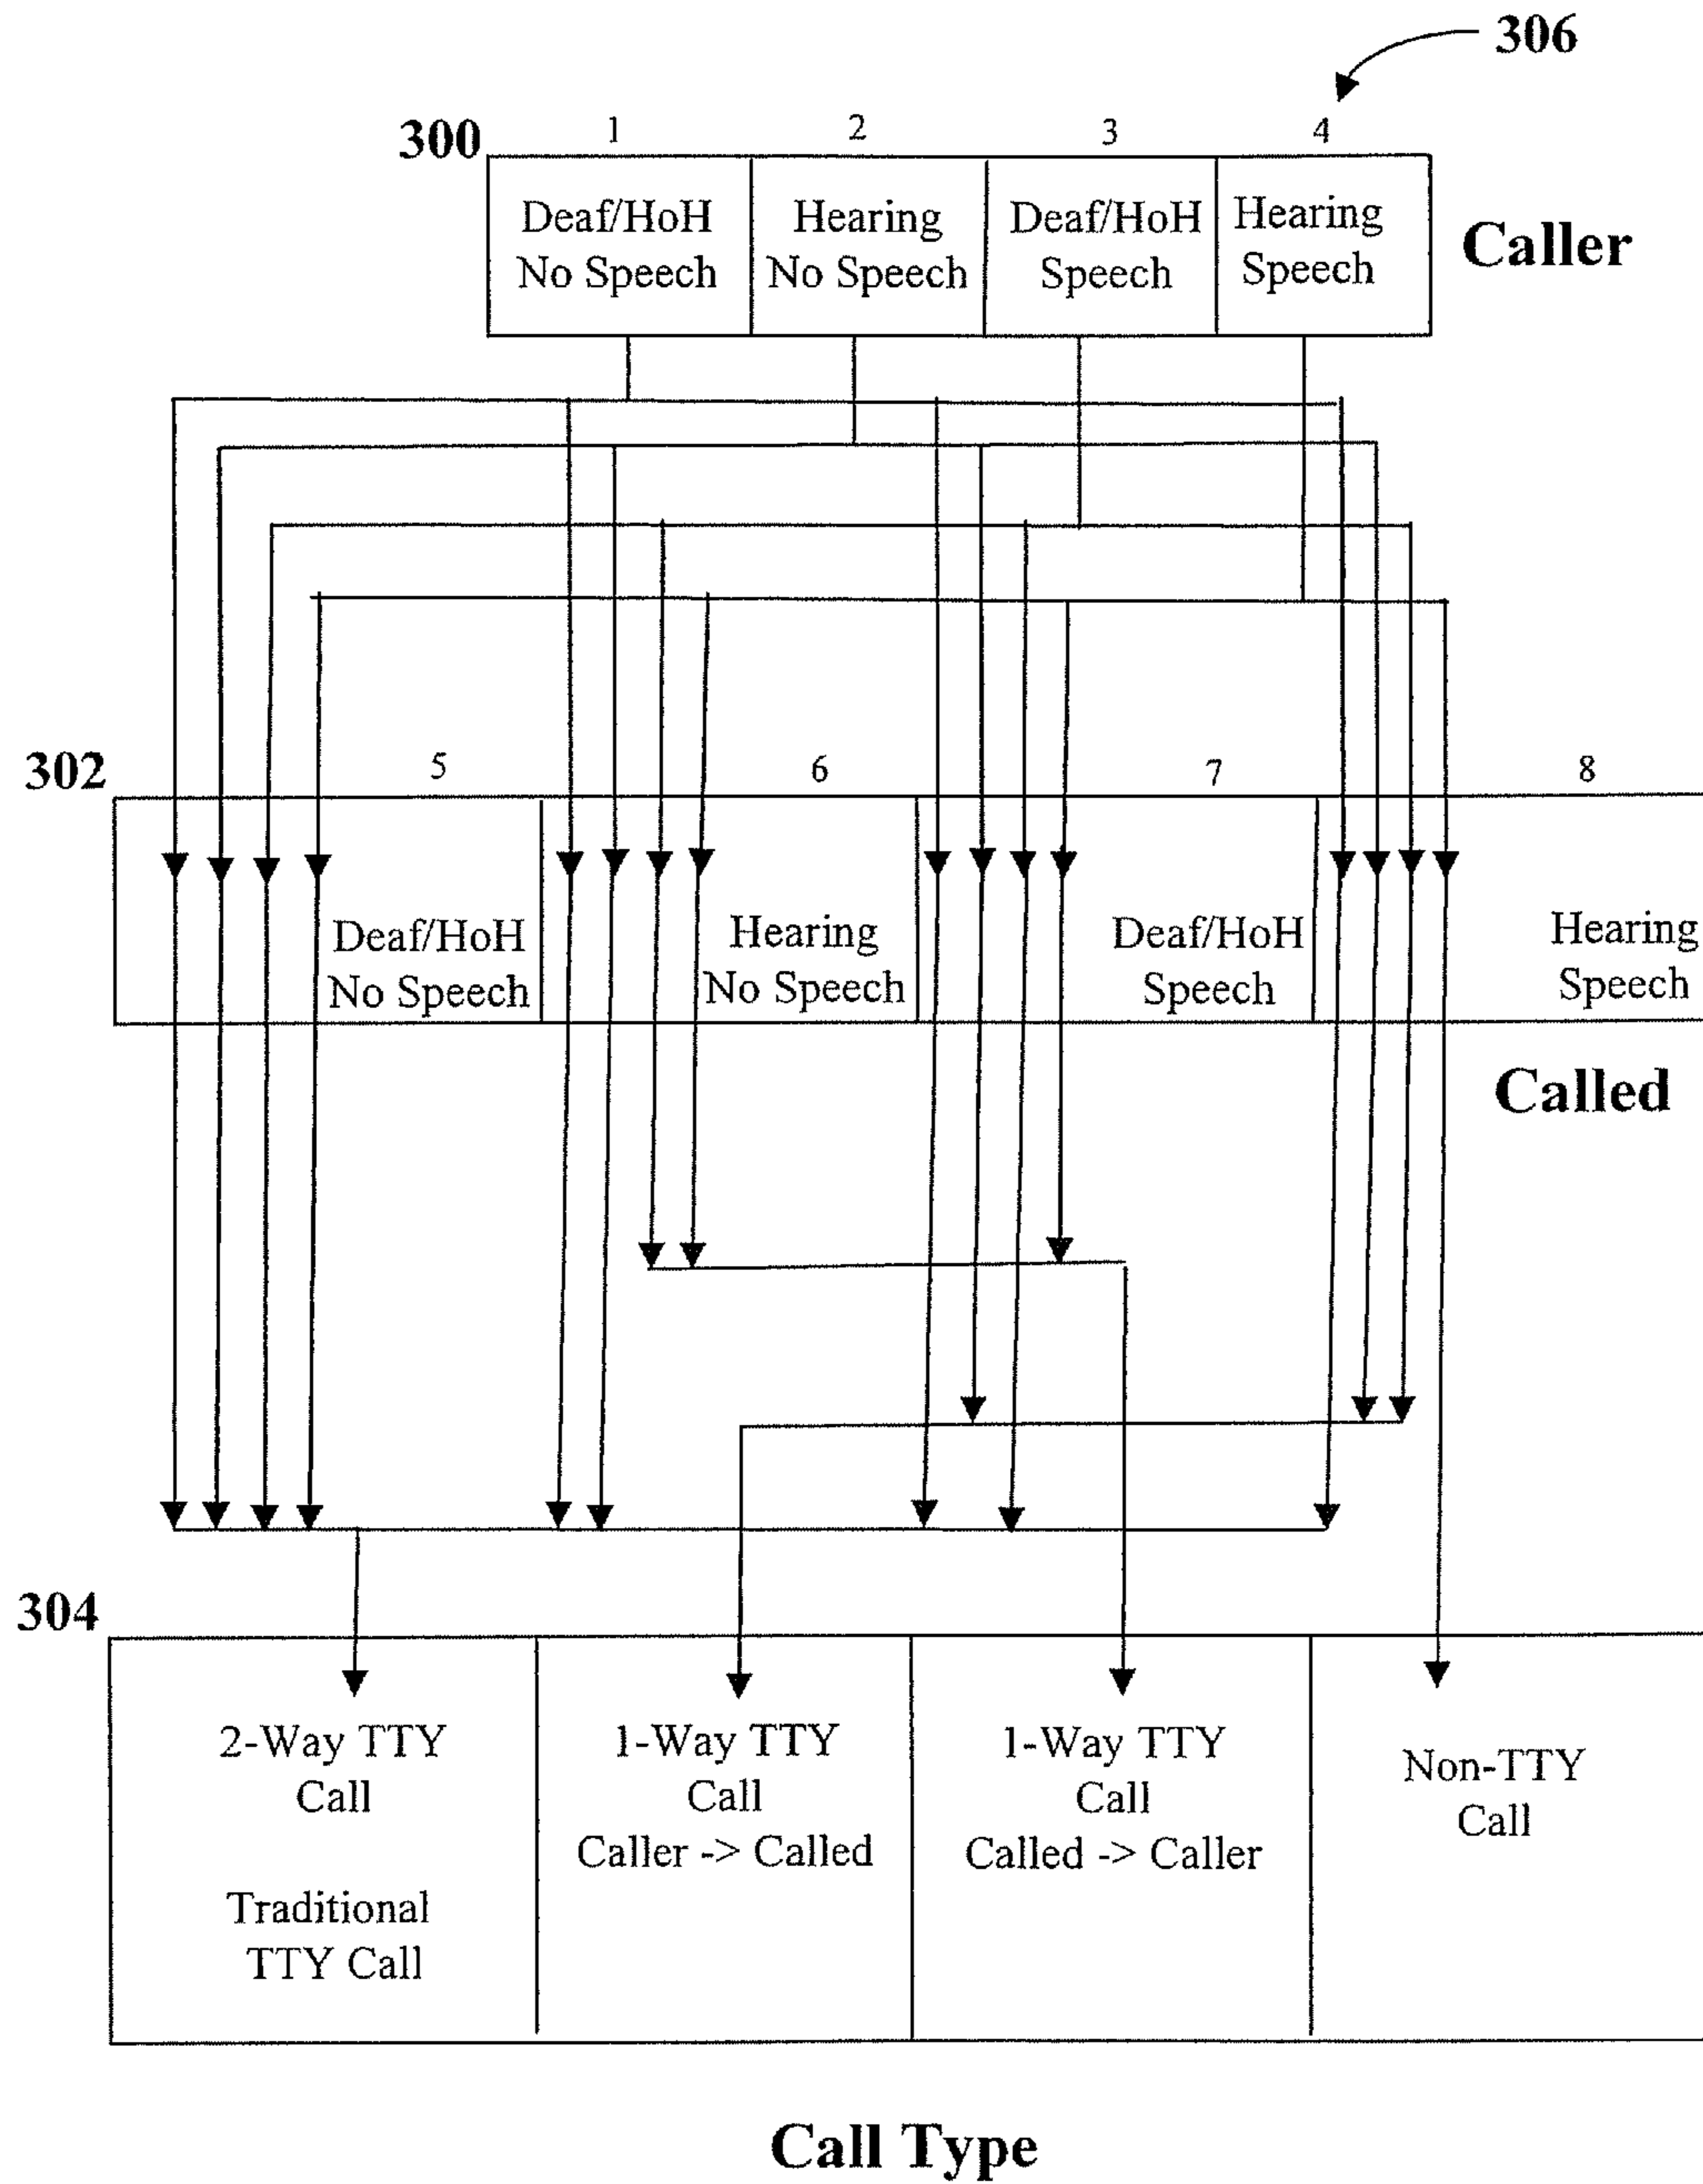 306
300
1 2 3 4
Deaf/HoH
No Speech
Hearing
No Speech
Deaf/HoH
Speech
Hearing
Speech
Caller
302
5 6 7 8
Deaf/HoH
No Speech
Hearing
No Speech
Deaf/HoH
Speech
Hearing
Speech
Called
304
2-Way TTY
Call
Traditional
TTY Call
1-Way TTY
Call
Caller -> Called
1-Way TTY
Call
Called -> Caller
Non-TTY
Call
Call Type